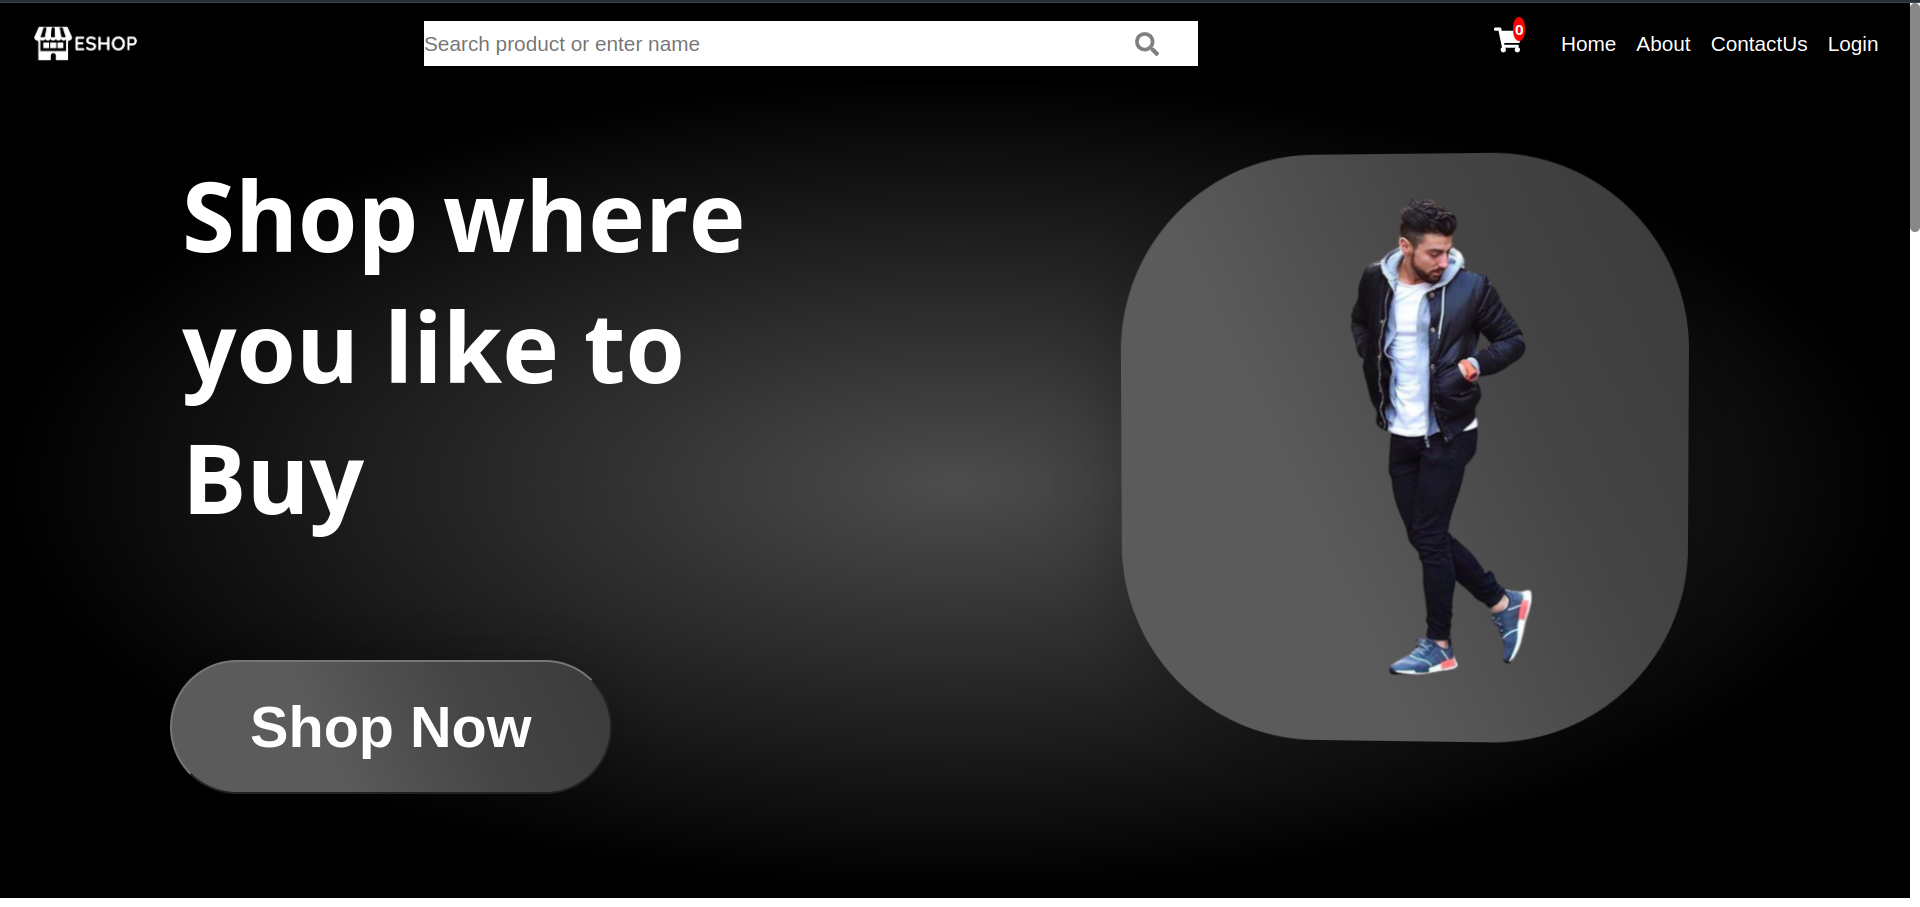 ESHOP
Search product or enter name
0
Home About ContactUs Login
Shop where
you like to
Buy
Shop Now